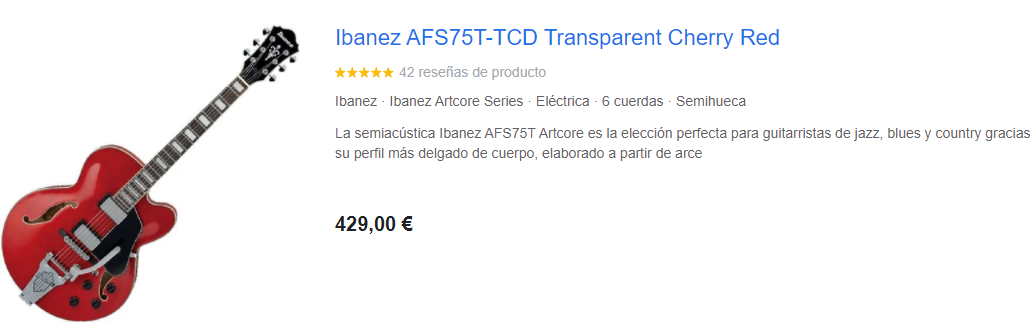 Ibanez AFS75T-TCD Transparent Cherry Red
42 reseñas de producto
Ibanez · Ibanez Artcore Series · Eléctrica · 6 cuerdas · Semihueca
La semiacústica Ibanez AFS75T Artcore es la elección perfecta para guitarristas de jazz, blues y country gracias
su perfil más delgado de cuerpo, elaborado a partir de arce
429,00 €
Ibanez